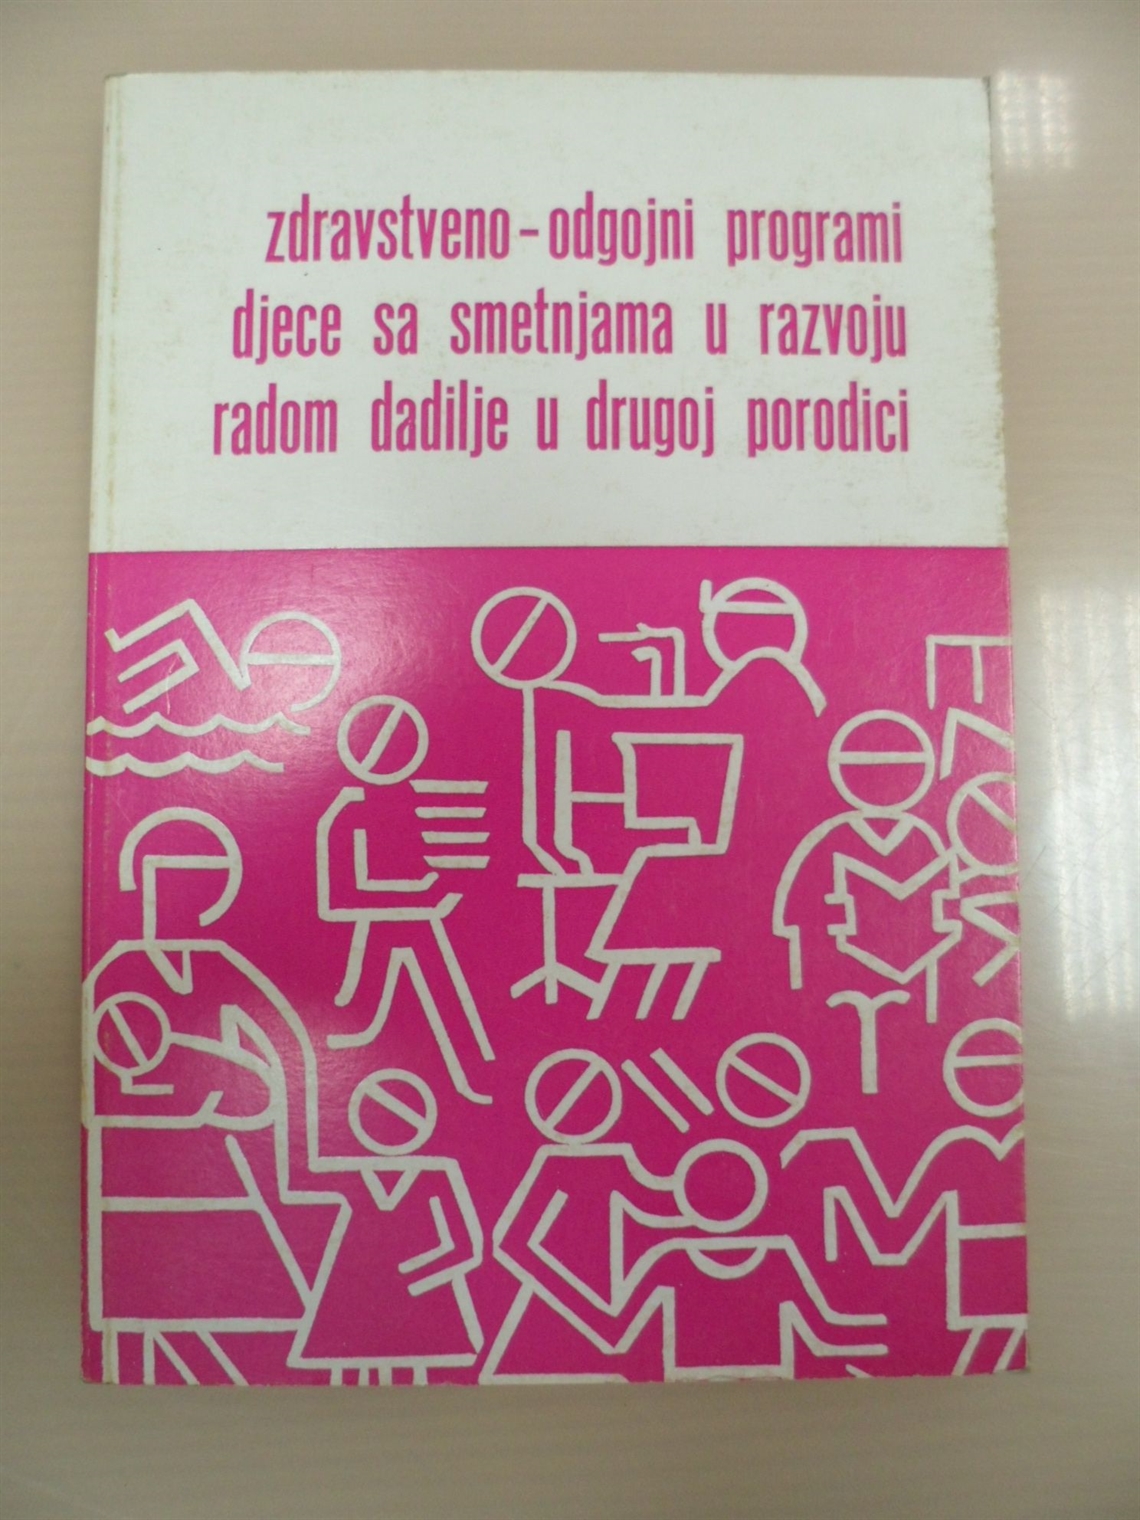 zdravstveno-odgojni programi
djece sa smetnjama u razvoju
radom dadilje u drugoj porodici